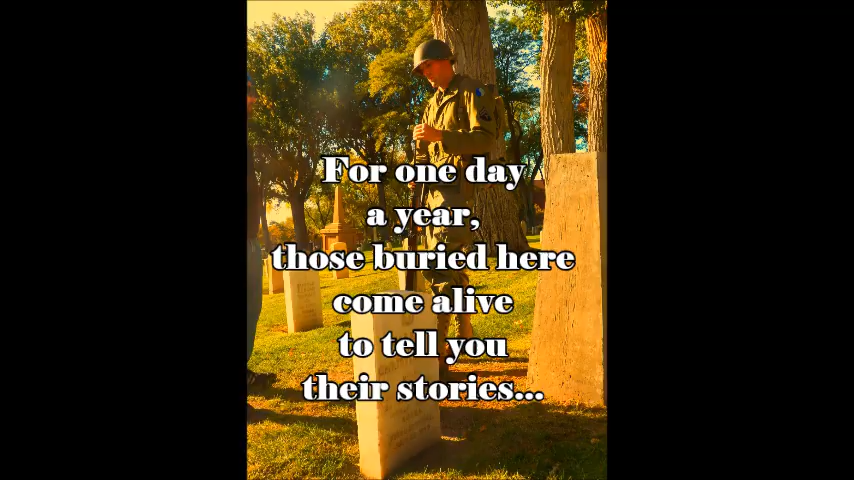 For one day
a year,
those buried here
come alive
to tell you
their stories...